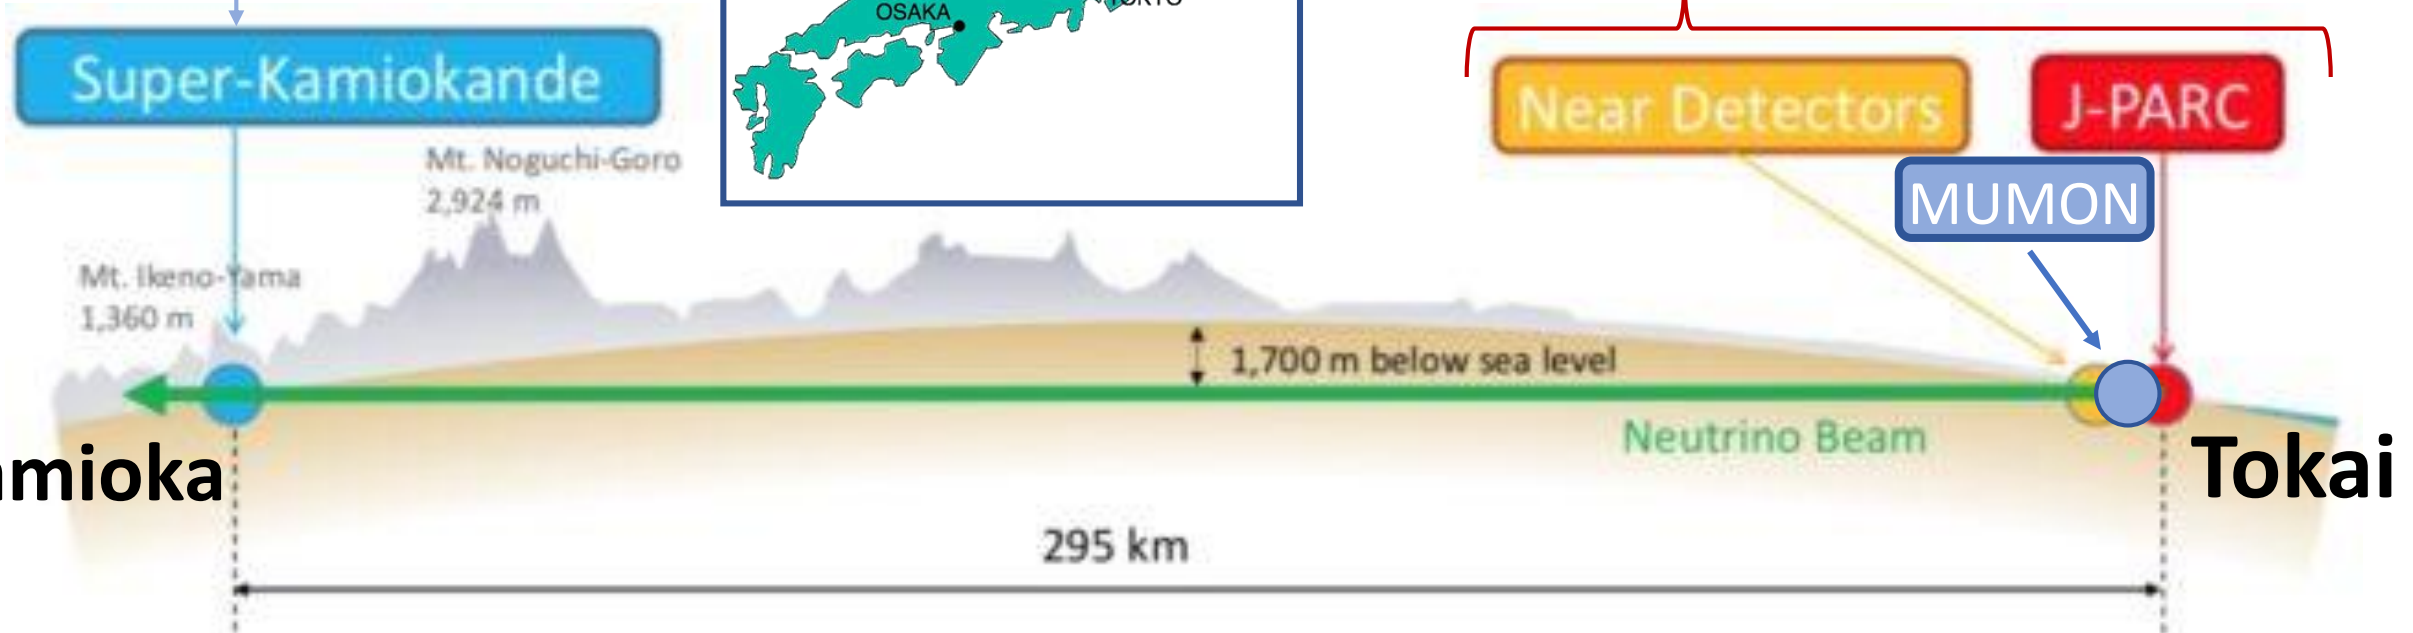 OSAKA
Super-Kamiokande
Near Detectors
J-PARC
Mt. Noguchi-Goro
2,924 m
MUMON
Mt. Ikeno-Yama
1,360 m
1,700 m below sea level
Neutrino Beam
amioka
Tokai
295 km